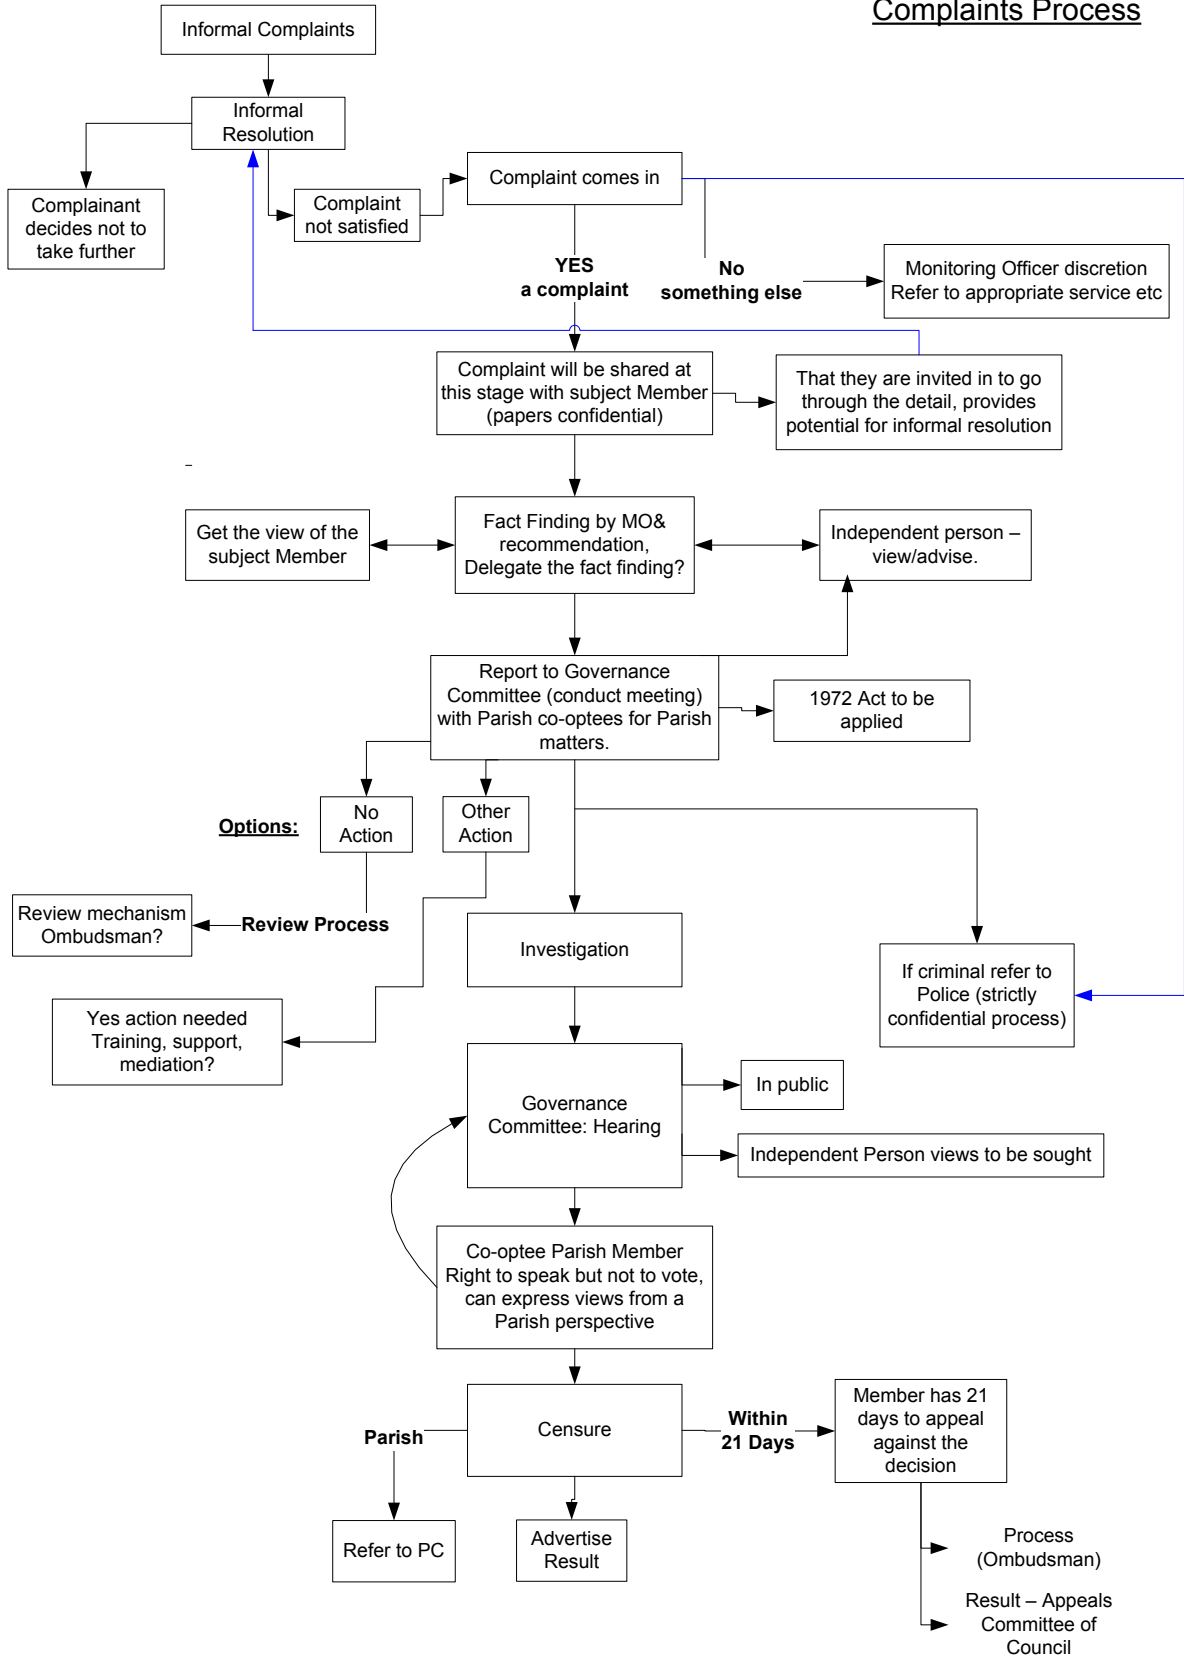 Complaints Process
Informal Complaints
Informal
Resolution
Complainant
decides not to
take further
Complaint
not satisfied
Complaint comes in
YES
a complaint
No
something else
Monitoring Officer discretion
Refer to appropriate service etc
Complaint will be shared at
this stage with subject Member
(papers confidential)
That they are invited in to go
through the detail, provides
potential for informal resolution
Get the view of the
subject Member
Fact Finding by MO&
recommendation,
Delegate the fact finding?
Independent person –
view/advise.
Report to Governance
Committee (conduct meeting)
with Parish co-optees for Parish
matters.
1972 Act to be
applied
Options:
No
Action
Other
Action
Review mechanism
Ombudsman?
Review Process
Investigation
If criminal refer to
Police (strictly
confidential process)
Yes action needed
Training, support,
mediation?
Governance
Committee: Hearing
In public
Independent Person views to be sought
Co-optee Parish Member
Right to speak but not to vote,
can express views from a
Parish perspective
Parish
Censure
Within
21 Days
Member has 21
days to appeal
against the
decision
Refer to PC
Advertise
Result
Process
(Ombudsman)
Result – Appeals
Committee of
Council